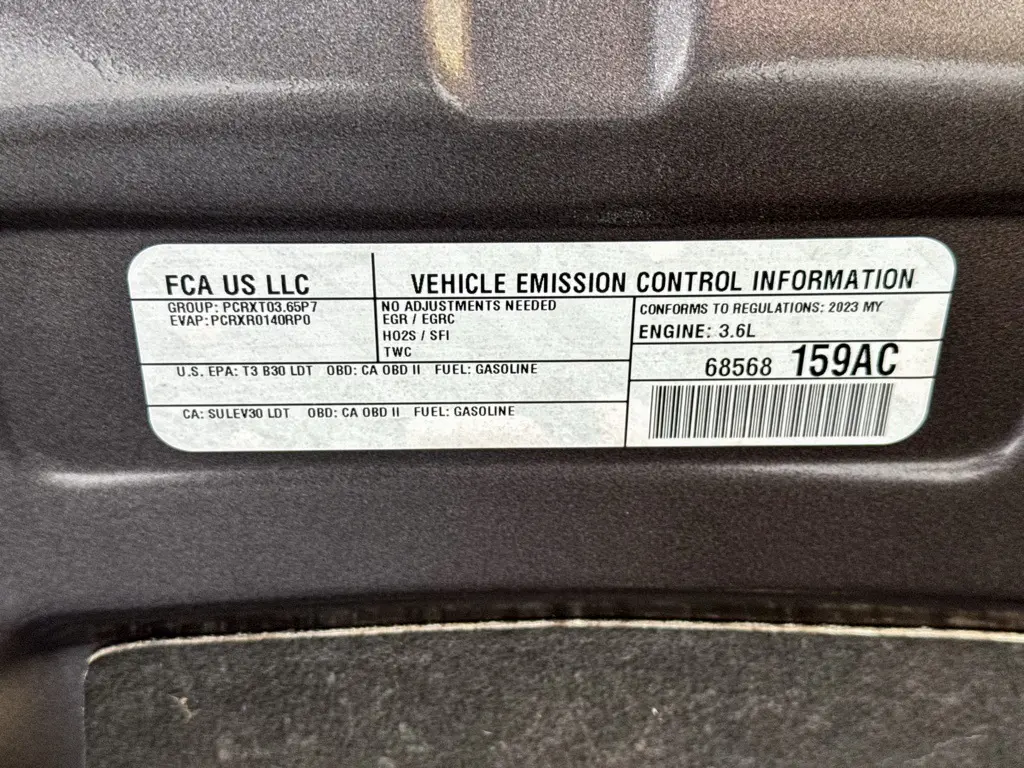 FCA US LLC
VEHICLE EMISSION CONTROL INFORMATION
GROUP: PCRXT03.65P7
EVAP: PCRXR0140RP0
NO ADJUSTMENTS NEEDED
EGR / EGRC
HO2S / SFI
TWC
CONFORMS TO REGULATIONS: 2023 MY
ENGINE: 3.6L
U.S. EPA: T3 B30 LDT OBD: CA OBD II FUEL: GASOLINE
68568 159AC
CA: SULEV30 LDT OBD: CA OBD II FUEL: GASOLINE